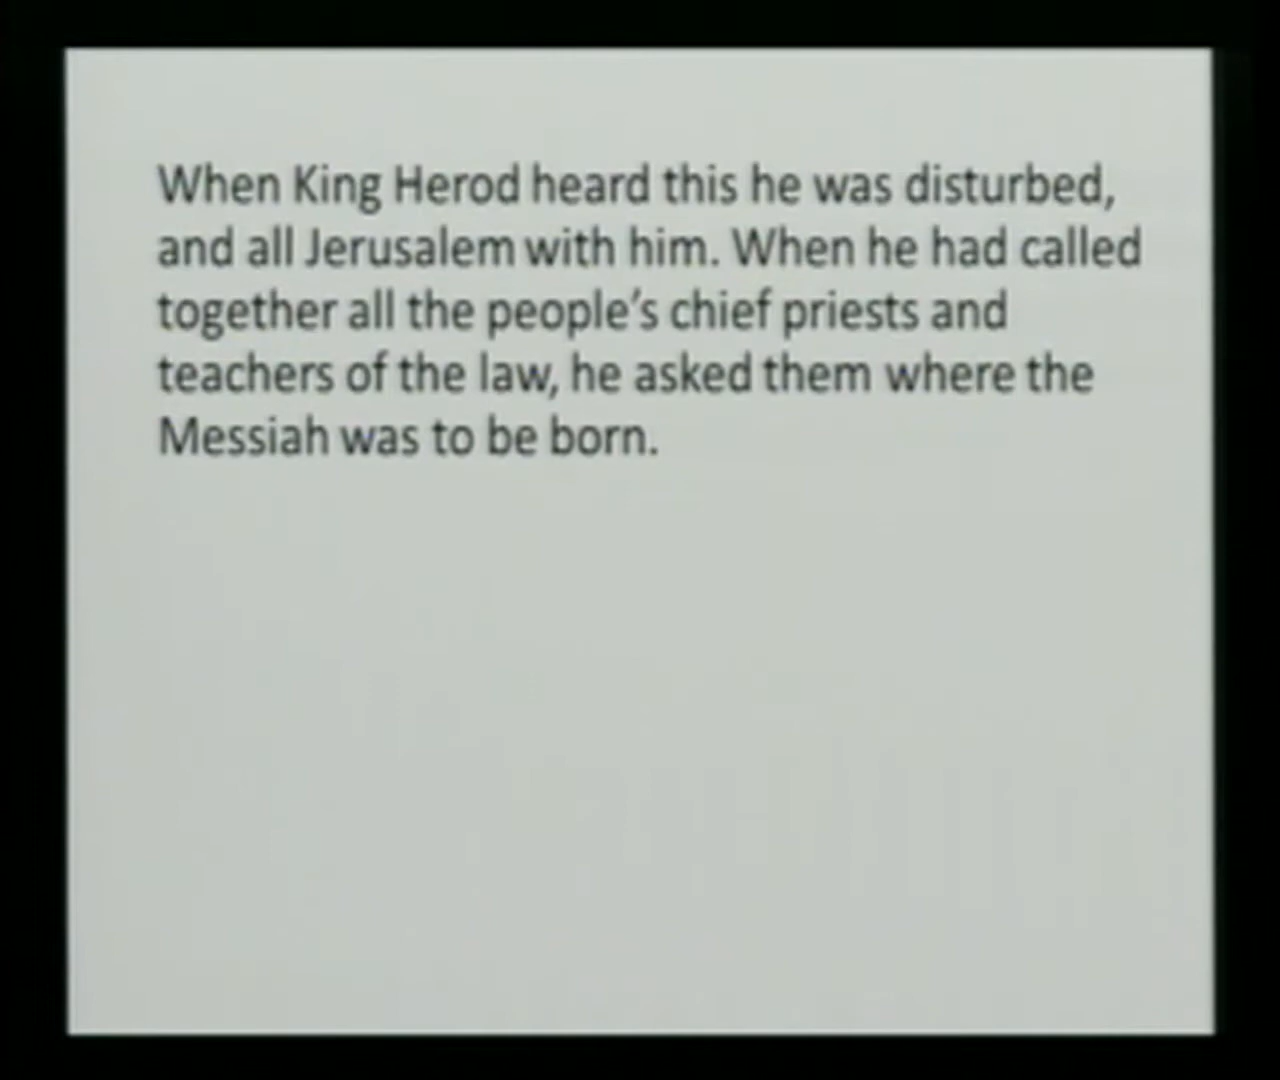 When King Herod heard this he was disturbed,
and all Jerusalem with him. When he had called
together all the people’s chief priests and
teachers of the law, he asked them where the
Messiah was to be born.